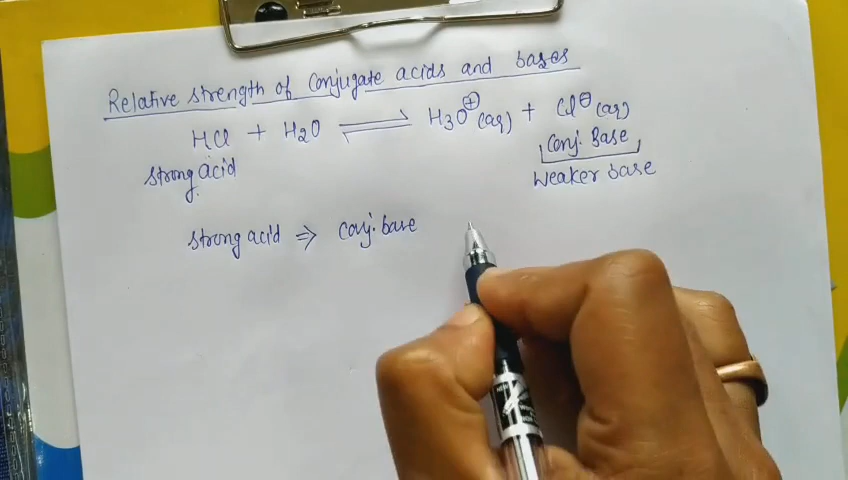 Relative strength of conjugate acids and bases
HCl + H2O ⇌ H3O⊕(aq) + Cl⊖(aq)
strong acid
Conj. Base
Weaker base
strong acid ⇒ conj. base